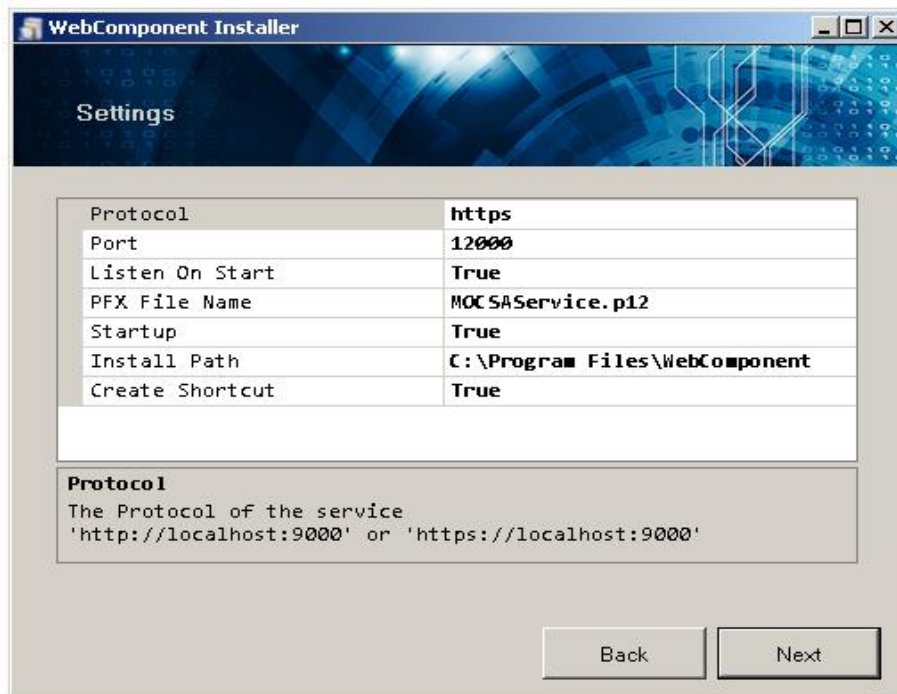 WebComponent Installer
Settings
Protocol https
Port 12000
Listen On Start True
PFX File Name MOCSAService.p12
Startup True
Install Path C:\Program Files\WebComponent
Create Shortcut True
Protocol
The Protocol of the service
'http://localhost:9000' or 'https://localhost:9000'
Back Next